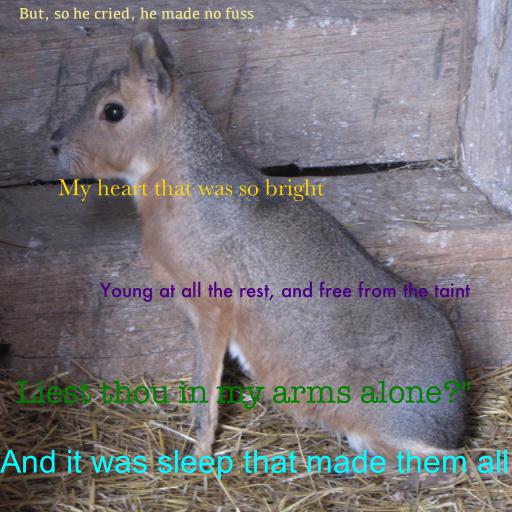 But, so he cried, he made no fuss
My heart that was so bright
Young at all the rest, and free from the taint
Liest thou in my arms alone?"
And it was sleep that made them all